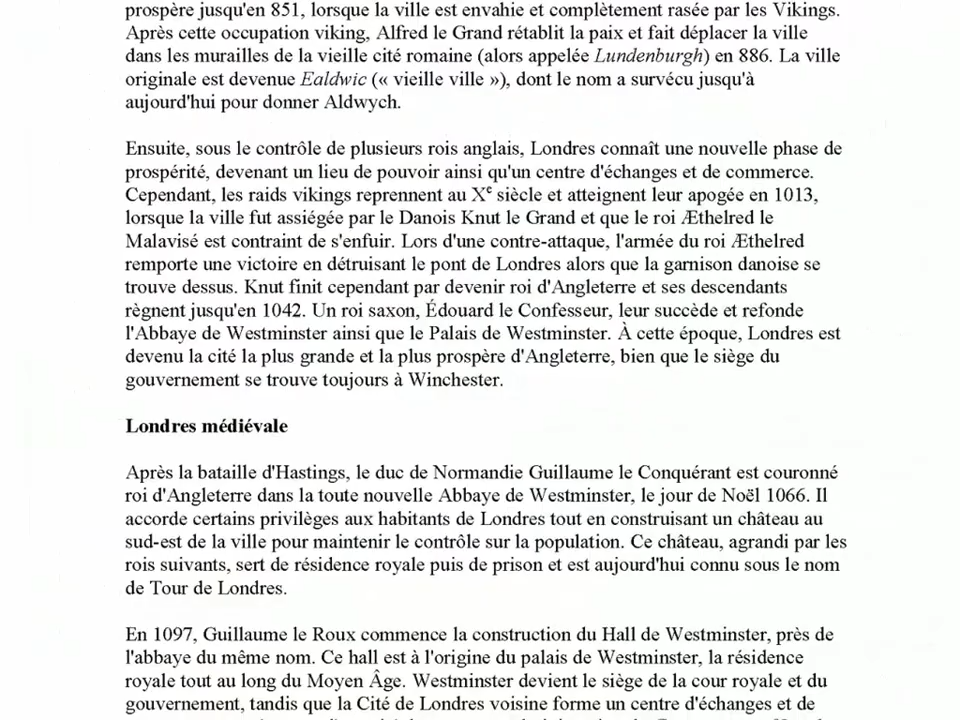 prospère jusqu'en 851, lorsque la ville est envahie et complètement rasée par les Vikings.
Après cette occupation viking, Alfred le Grand rétablit la paix et fait déplacer la ville
dans les murailles de la vieille cité romaine (alors appelée Lundenburgh) en 886. La ville
originale est devenue Ealdwic (« vieille ville »), dont le nom a survécu jusqu'à
aujourd'hui pour donner Aldwych.
Ensuite, sous le contrôle de plusieurs rois anglais, Londres connaît une nouvelle phase de
prospérité, devenant un lieu de pouvoir ainsi qu'un centre d'échanges et de commerce.
Cependant, les raids vikings reprennent au Xe siècle et atteignent leur apogée en 1013,
lorsque la ville fut assiégée par le Danois Knut le Grand et que le roi Æthelred le
Malavisé est contraint de s'enfuir. Lors d'une contre-attaque, l'armée du roi Æthelred
remporte une victoire en détruisant le pont de Londres alors que la garnison danoise se
trouve dessus. Knut finit cependant par devenir roi d'Angleterre et ses descendants
règnent jusqu'en 1042. Un roi saxon, Édouard le Confesseur, leur succède et refonde
l'Abbaye de Westminster ainsi que le Palais de Westminster. À cette époque, Londres est
devenu la cité la plus grande et la plus prospère d'Angleterre, bien que le siège du
gouvernement se trouve toujours à Winchester.
Londres médiévale
Après la bataille d'Hastings, le duc de Normandie Guillaume le Conquérant est couronné
roi d'Angleterre dans la toute nouvelle Abbaye de Westminster, le jour de Noël 1066. Il
accorde certains privilèges aux habitants de Londres tout en construisant un château au
sud-est de la ville pour maintenir le contrôle sur la population. Ce château, agrandi par les
rois suivants, sert de résidence royale puis de prison et est aujourd'hui connu sous le nom
de Tour de Londres.
En 1097, Guillaume le Roux commence la construction du Hall de Westminster, près de
l'abbaye du même nom. Ce hall est à l'origine du palais de Westminster, la résidence
royale tout au long du Moyen Âge. Westminster devient le siège de la cour royale et du
gouvernement, tandis que la Cité de Londres voisine forme un centre d'échanges et de